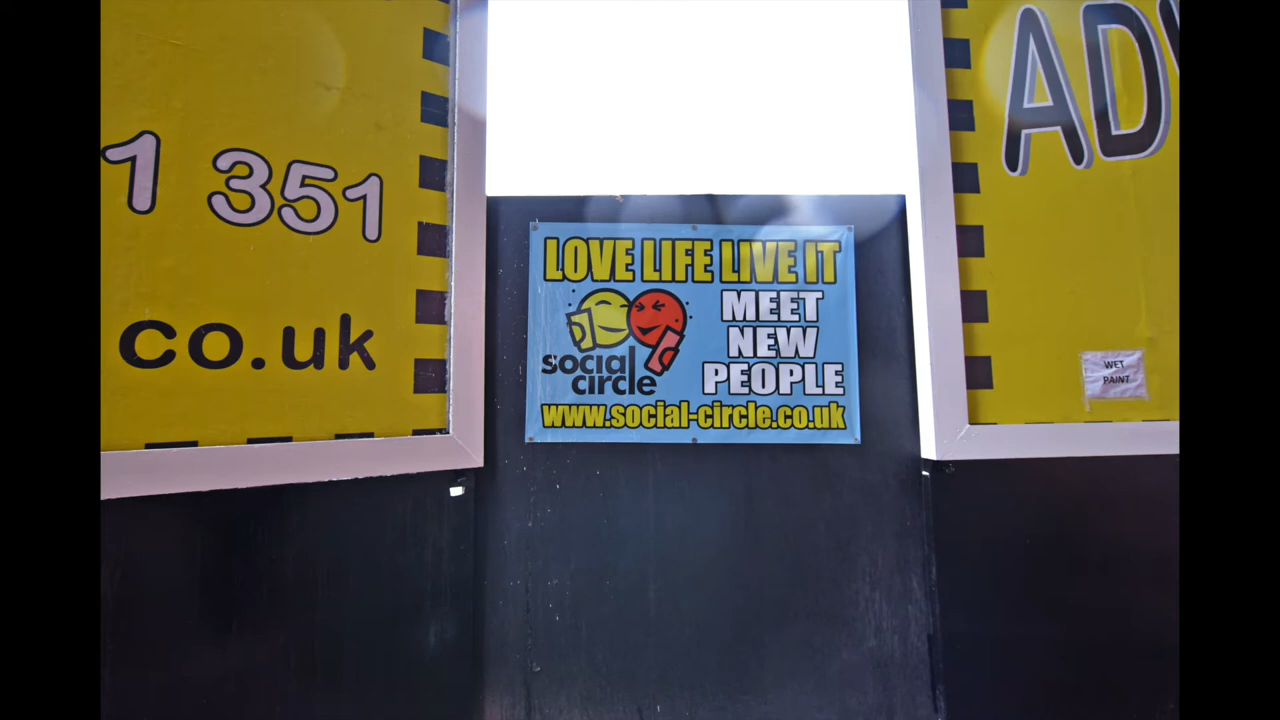 1 351
co.uk
LOVE LIFE LIVE IT
MEET
NEW
PEOPLE
social
circle
www.social-circle.co.uk
AD
WET
PAINT